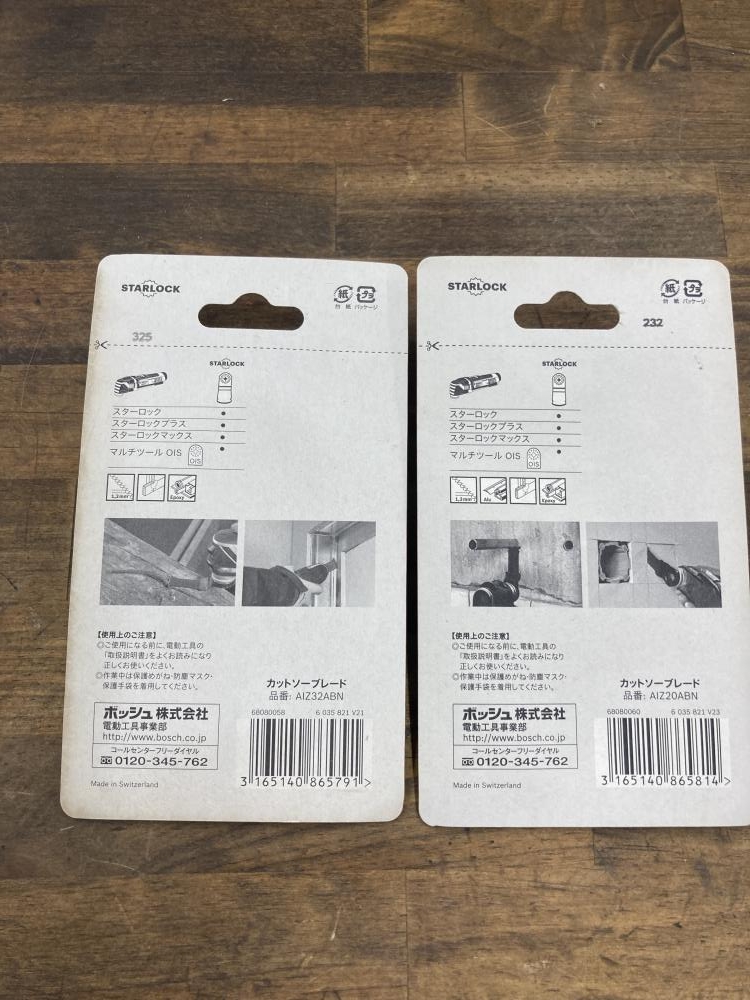 STARLOCK
紙
プラ
台 紙 パッケージ
325
STARLOCK
スターロック
スターロックプラス
スターロックマックス
マルチツール OIS
OIS
1,3mm
Epoxy
【使用上のご注意】
◎ご使用になる前に、電動工具の
「取扱説明書」をよくお読みになり
正しくお使いください。
◎作業中は保護めがね・防塵マスク・
保護手袋を着用してください。
カットソーブレード
品番: AIZ32ABN
ボッシュ株式会社
電動工具事業部
http://www.bosch.co.jp
コールセンターフリーダイヤル
0120-345-762
68080058 6 035 821 V21
3 165140 865791 >
Made in Switzerland
STARLOCK
紙
プラ
台 紙 パッケージ
232
STARLOCK
スターロック
スターロックプラス
スターロックマックス
マルチツール OIS
OIS
1,3mm
Alu
Epoxy
【使用上のご注意】
◎ご使用になる前に、電動工具の
「取扱説明書」をよくお読みになり
正しくお使いください。
◎作業中は保護めがね・防塵マスク・
保護手袋を着用してください。
カットソーブレード
品番: AIZ20ABN
ボッシュ株式会社
電動工具事業部
http://www.bosch.co.jp
コールセンターフリーダイヤル
0120-345-762
68080060 6 035 821 V23
3 165140 865814 >
Made in Switzerland